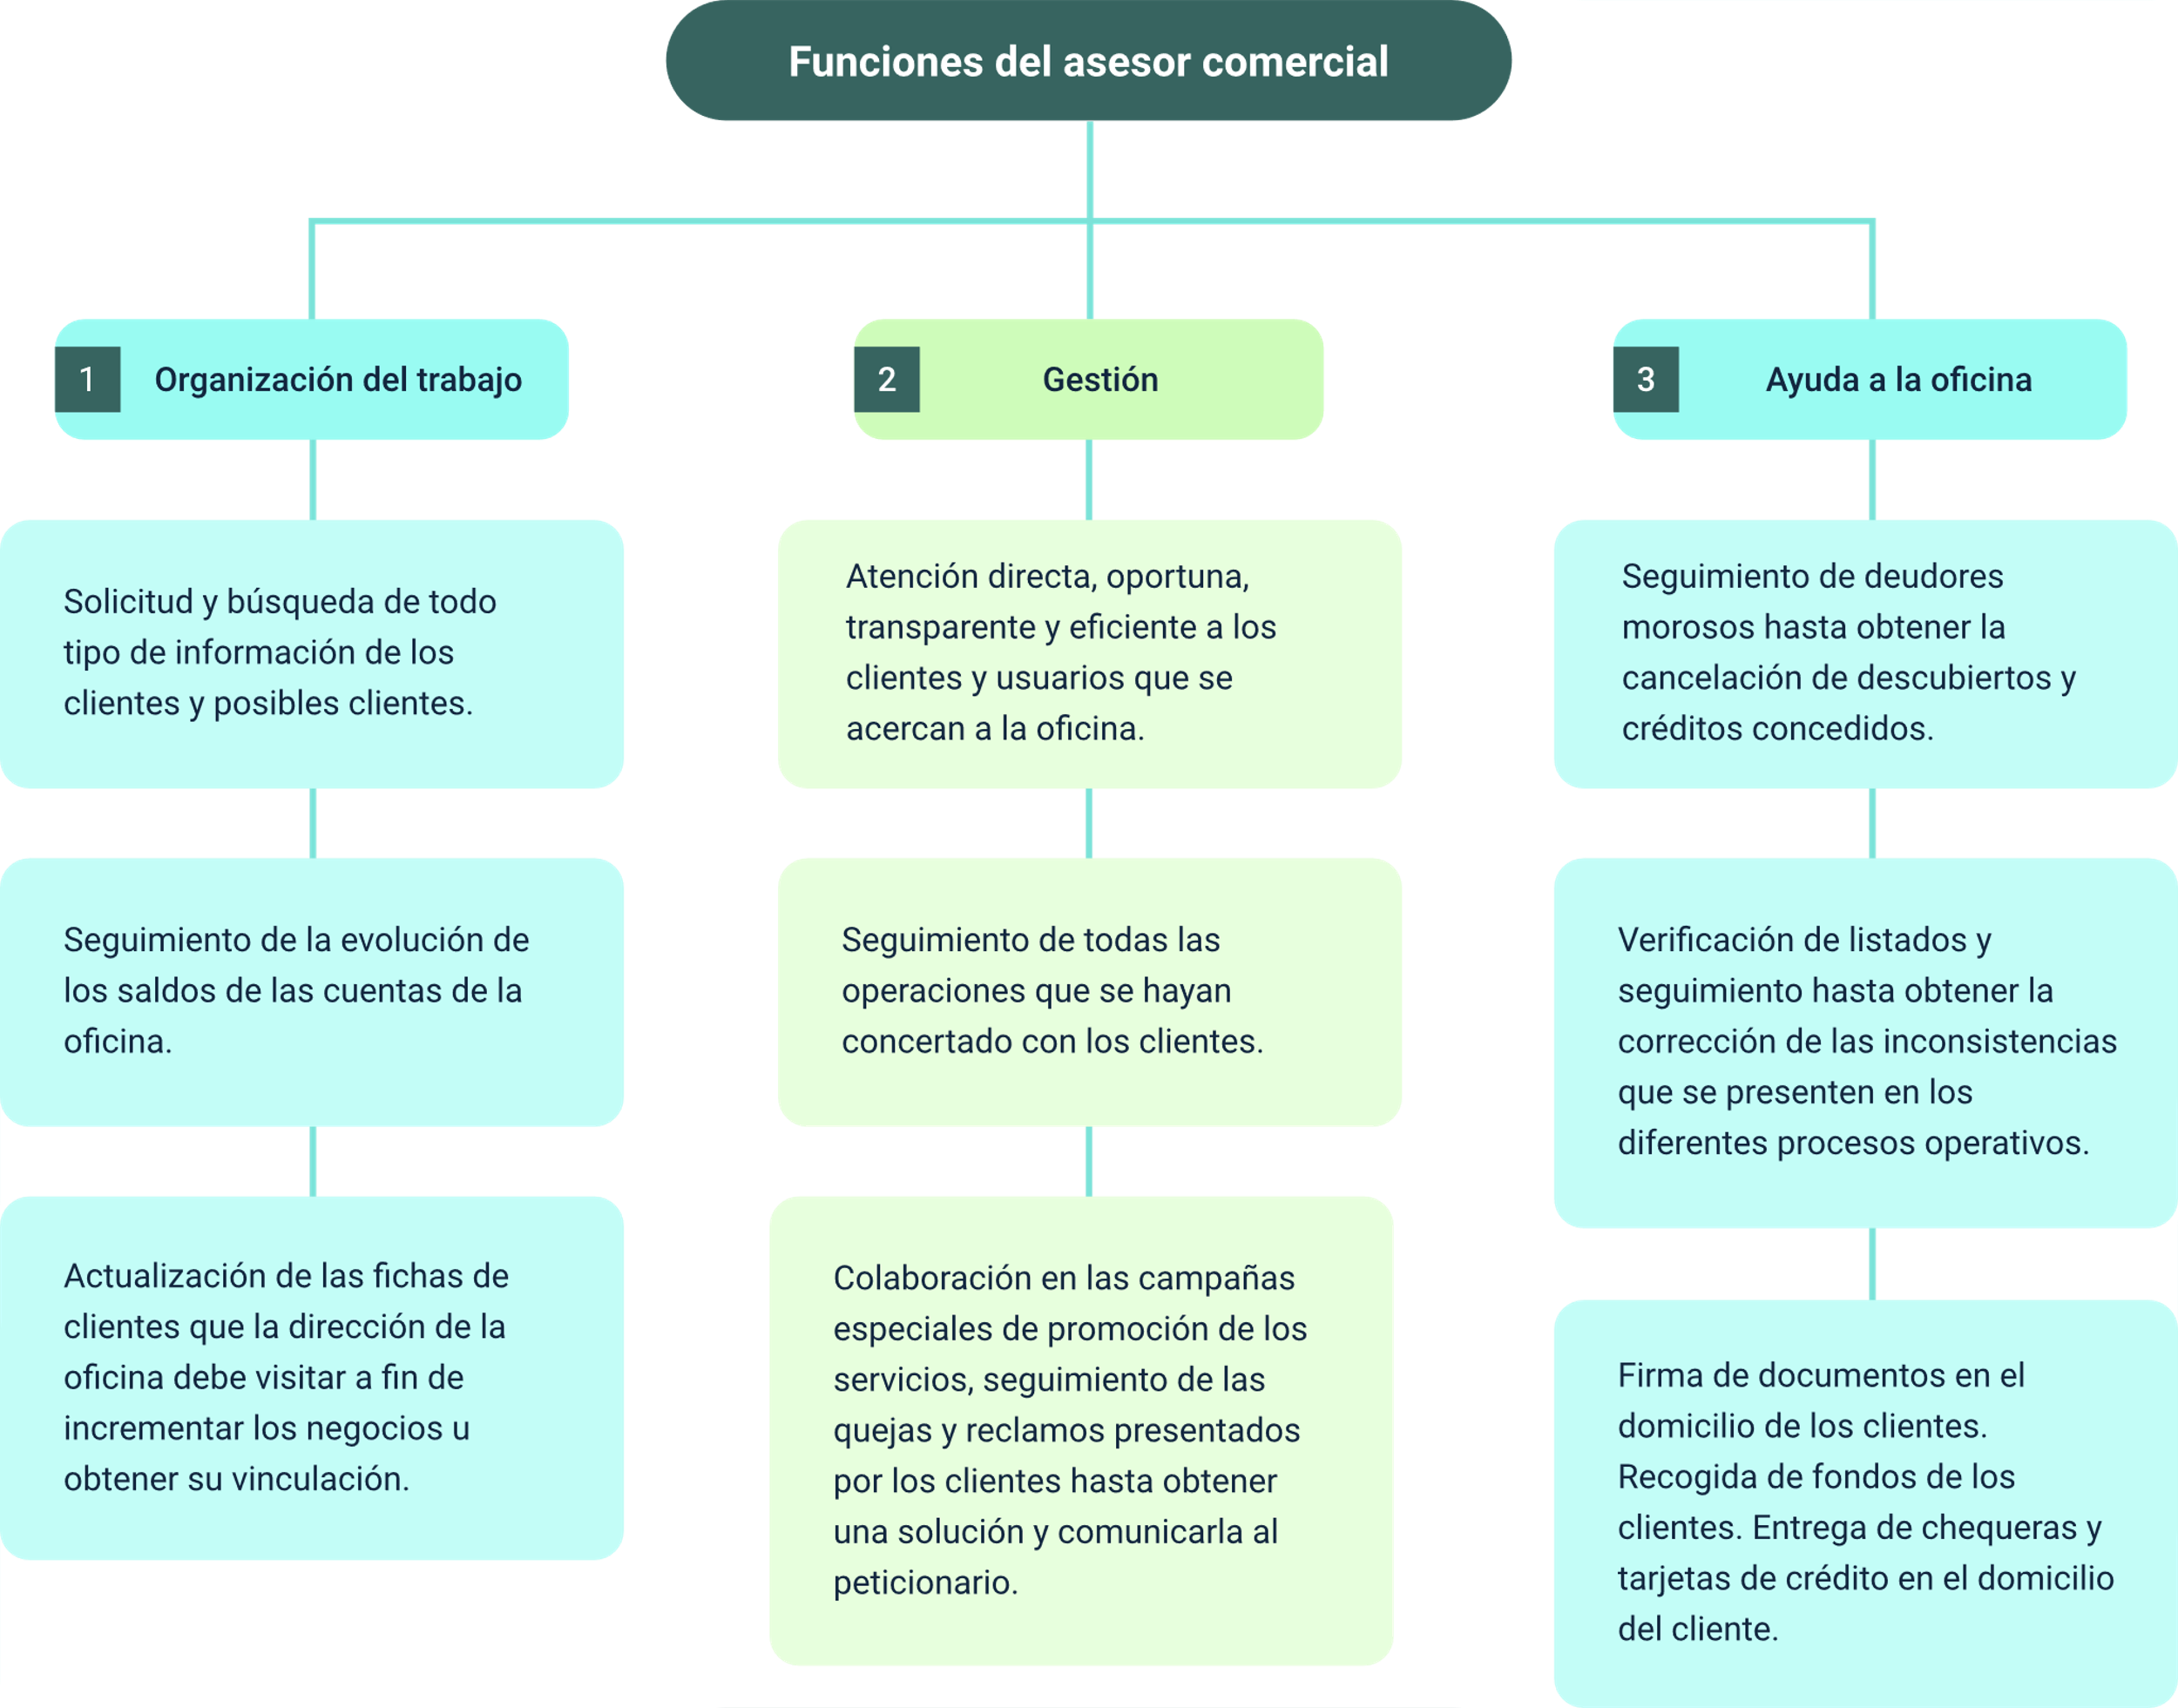 Funciones del asesor comercial
1
Organización del trabajo
Solicitud y búsqueda de todo
tipo de información de los
clientes y posibles clientes.
Seguimiento de la evolución de
los saldos de las cuentas de la
oficina.
Actualización de las fichas de
clientes que la dirección de la
oficina debe visitar a fin de
incrementar los negocios u
obtener su vinculación.
2
Gestión
Atención directa, oportuna,
transparente y eficiente a los
clientes y usuarios que se
acercan a la oficina.
Seguimiento de todas las
operaciones que se hayan
concertado con los clientes.
Colaboración en las campañas
especiales de promoción de los
servicios, seguimiento de las
quejas y reclamos presentados
por los clientes hasta obtener
una solución y comunicarla al
peticionario.
3
Ayuda a la oficina
Seguimiento de deudores
morosos hasta obtener la
cancelación de descubiertos y
créditos concedidos.
Verificación de listados y
seguimiento hasta obtener la
corrección de las inconsistencias
que se presenten en los
diferentes procesos operativos.
Firma de documentos en el
domicilio de los clientes.
Recogida de fondos de los
clientes. Entrega de chequeras y
tarjetas de crédito en el domicilio
del cliente.